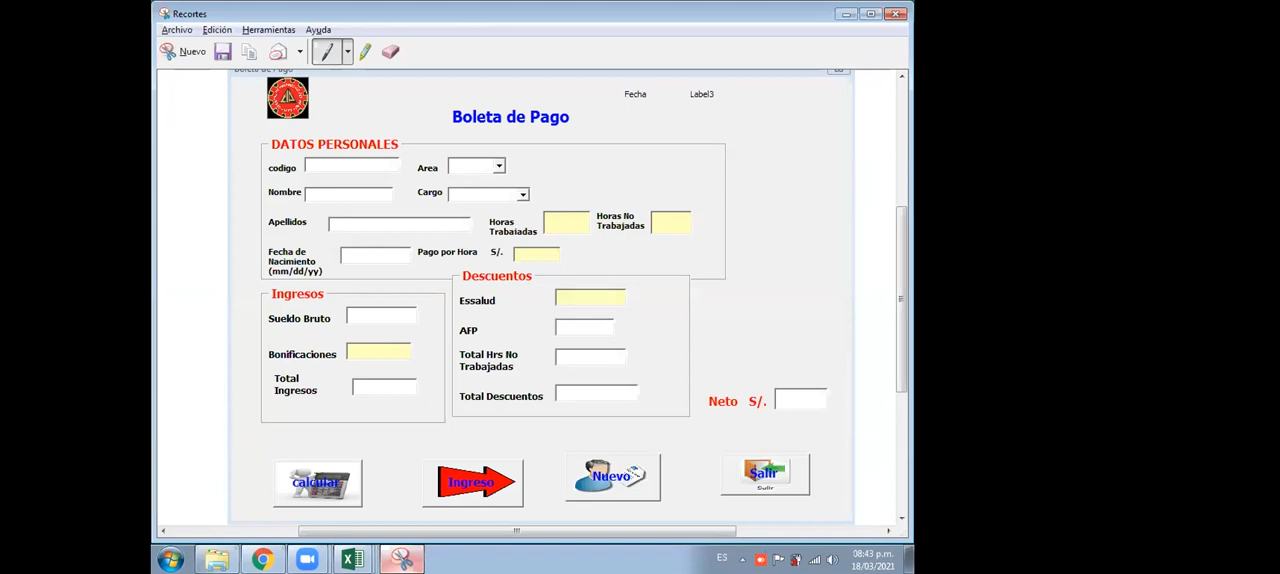 Recortes
Archivo Edición Herramientas Ayuda
Nuevo
Boleta de Pago
Fecha Label3
Boleta de Pago
DATOS PERSONALES
codigo Area
Nombre Cargo
Apellidos Horas Trabajadas Horas No Trabajadas
Fecha de Nacimiento (mm/dd/yy) Pago por Hora S/.
Ingresos Descuentos
Sueldo Bruto Essalud
AFP
Bonificaciones Total Hrs No Trabajadas
Total Ingresos Total Descuentos
Neto S/.
calcular Ingreso Nuevo Salir
Salir
ES 08:43 p.m.
18/03/2021